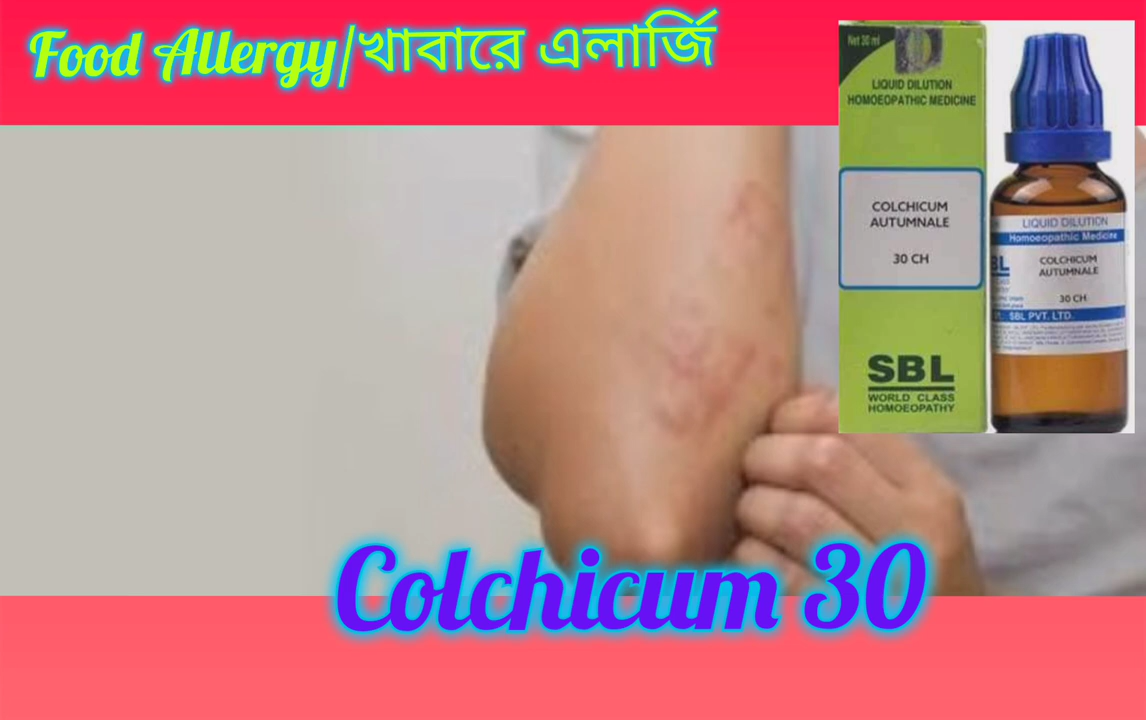 Food Allergy/খাবারে এলার্জি
Net 30 ml
LIQUID DILUTION
HOMOEOPATHIC MEDICINE
COLCHICUM
AUTUMNALE
30 CH
SBL
WORLD CLASS
HOMOEOPATHY
LIQUID DILUTION
Homoeopathic Medicine
BL
COLCHICUM
AUTUMNALE
30 CH
SBL PVT. LTD.
Colchicum 30